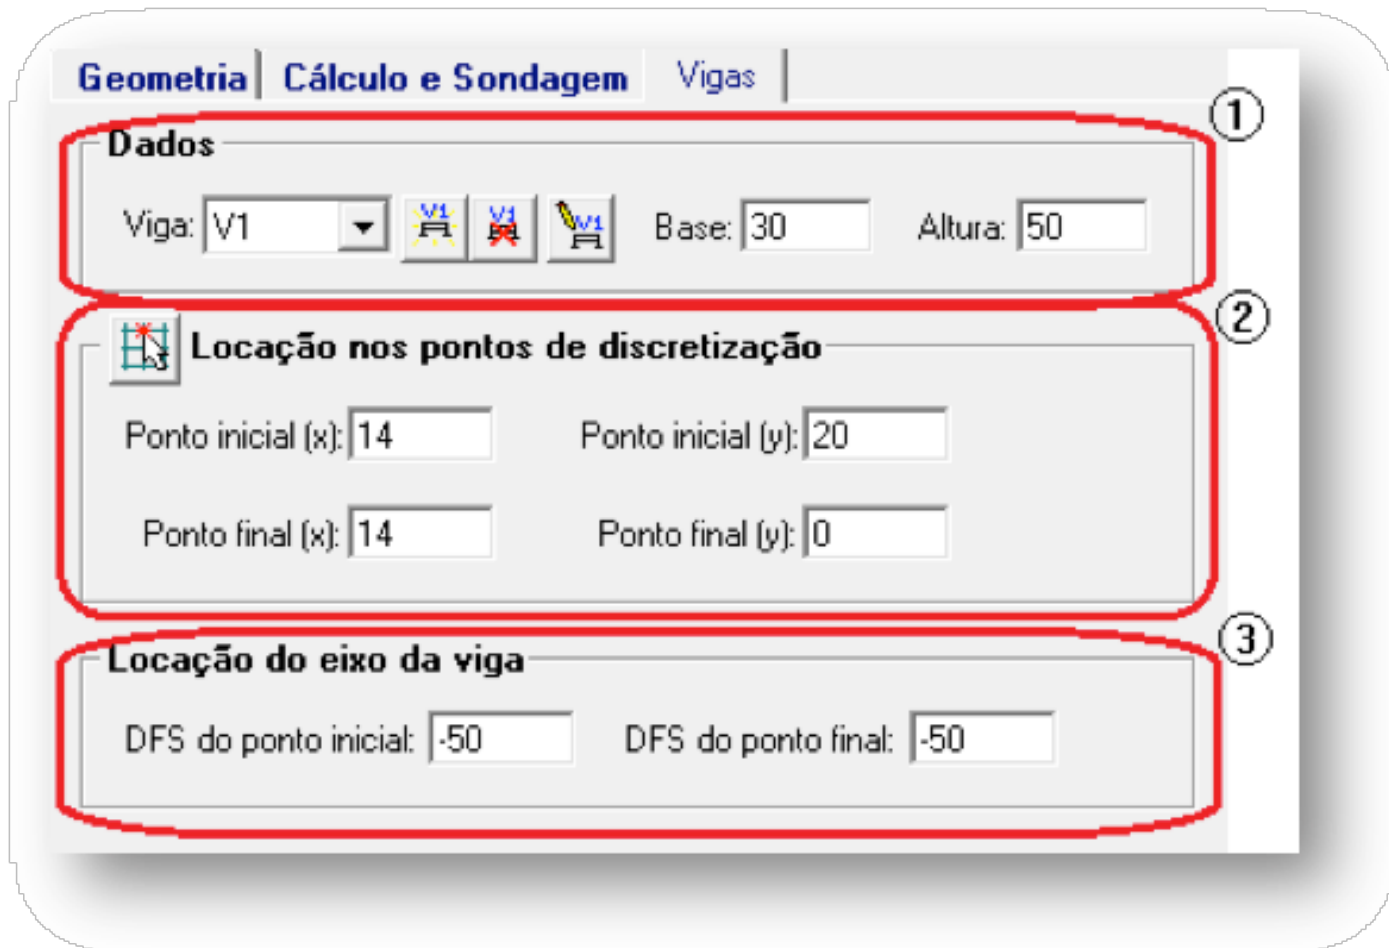 Geometria Cálculo e Sondagem Vigas
1
Dados
Viga: V1 V1 V1 V1 Base: 30 Altura: 50
2
Locação nos pontos de discretização
Ponto inicial (x): 14 Ponto inicial (y): 20
Ponto final (x): 14 Ponto final (y): 0
3
Locação do eixo da viga
DFS do ponto inicial: -50 DFS do ponto final: -50